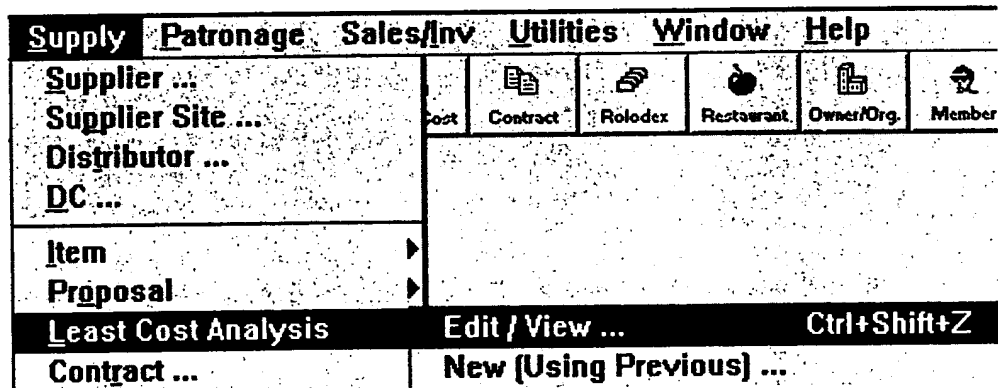 Supply Patronage Sales/Inv Utilities Window Help
Supplier ...
Supplier Site ...
Distributor ...
DC ...
Cost Contract Rolodex Restaurant Owner/Org. Member
Item
Proposal
Least Cost Analysis
Contract ...
Edit / View ... Ctrl+Shift+Z
New (Using Previous) ...